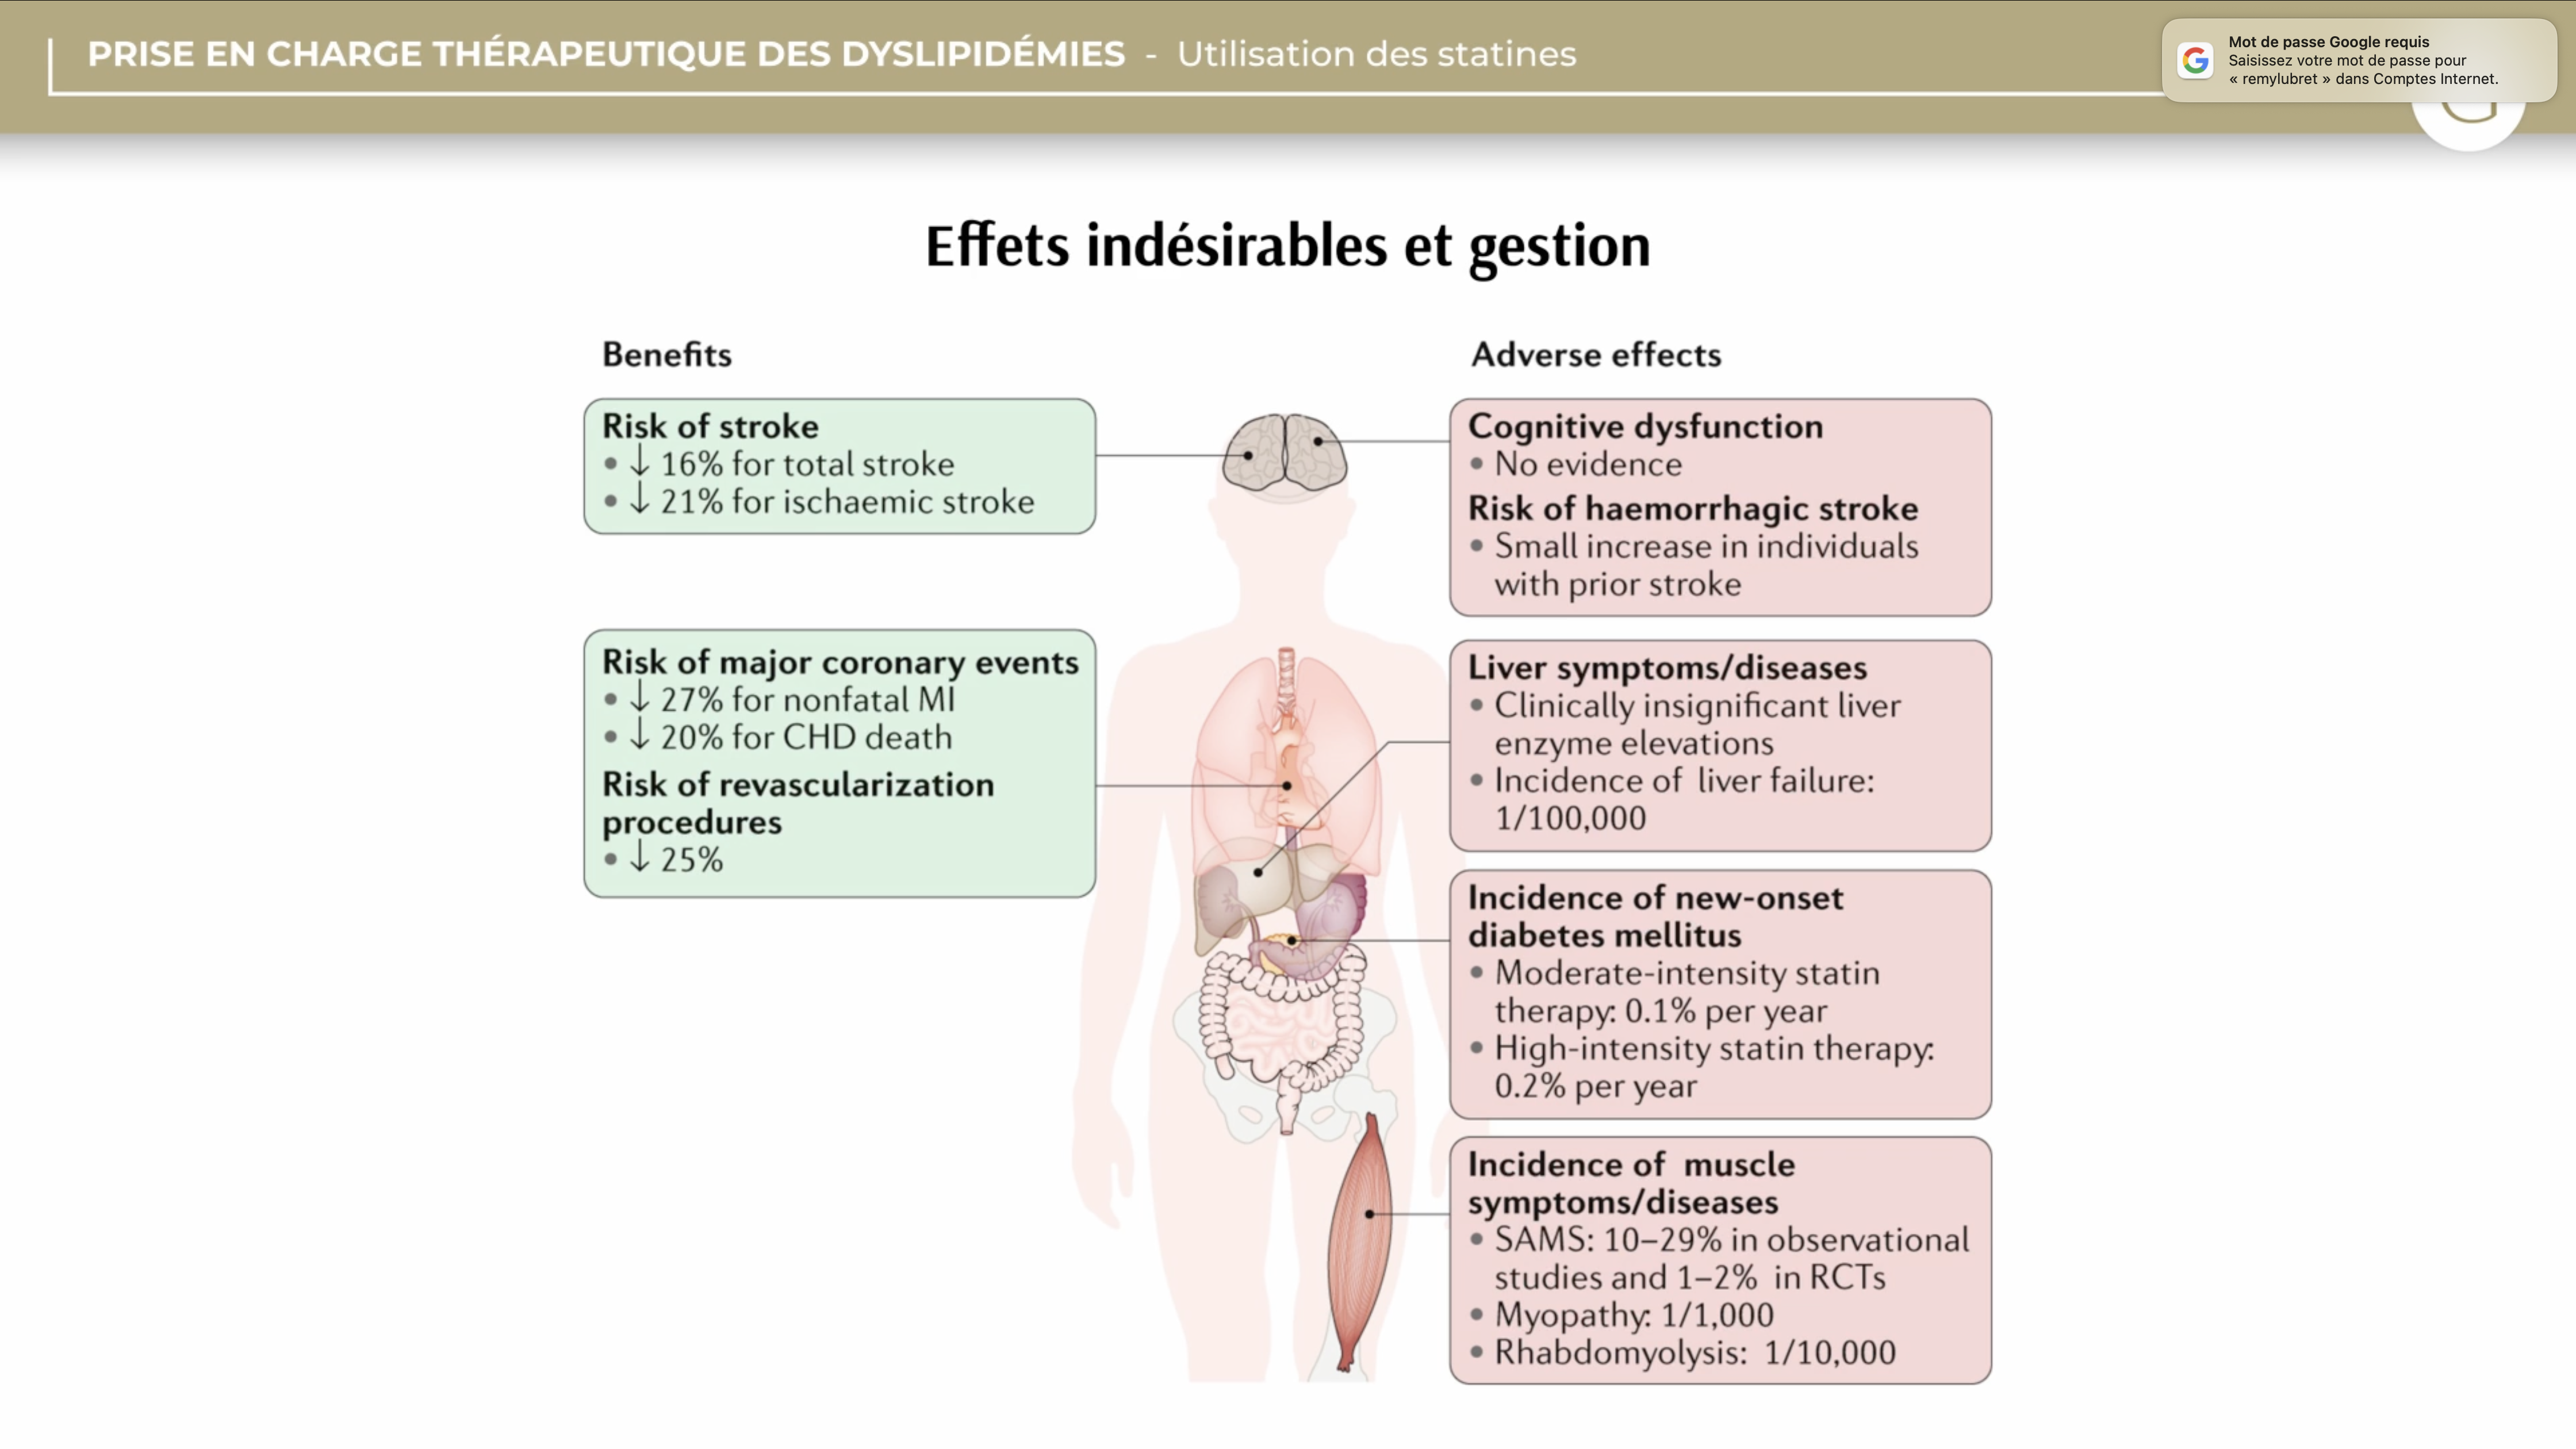 PRISE EN CHARGE THÉRAPEUTIQUE DES DYSLIPIDÉMIES - Utilisation des statines
Mot de passe Google requis
Saisissez votre mot de passe pour
« remylubret » dans Comptes Internet.
Effets indésirables et gestion
Benefits
Risk of stroke
• ↓ 16% for total stroke
• ↓ 21% for ischaemic stroke
Risk of major coronary events
• ↓ 27% for nonfatal MI
• ↓ 20% for CHD death
Risk of revascularization
procedures
• ↓ 25%
Adverse effects
Cognitive dysfunction
• No evidence
Risk of haemorrhagic stroke
• Small increase in individuals
with prior stroke
Liver symptoms/diseases
• Clinically insignificant liver
enzyme elevations
• Incidence of liver failure:
1/100,000
Incidence of new-onset
diabetes mellitus
• Moderate-intensity statin
therapy: 0.1% per year
• High-intensity statin therapy:
0.2% per year
Incidence of muscle
symptoms/diseases
• SAMS: 10–29% in observational
studies and 1–2% in RCTs
• Myopathy: 1/1,000
• Rhabdomyolysis: 1/10,000